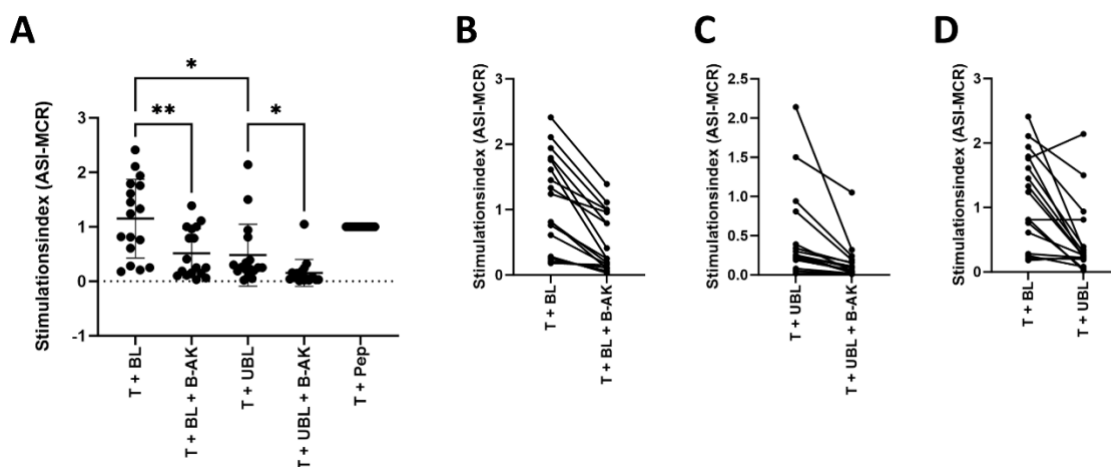 A
Stimulationsindex (ASI-MCR)
3
2
1
0
-1
*
**
*
T + BL
T + BL + B-AK
T + UBL
T + UBL + B-AK
T + Pep
B
Stimulationsindex (ASI-MCR)
3
2
1
0
T + BL
T + BL + B-AK
C
Stimulationsindex (ASI-MCR)
2.5
2.0
1.5
1.0
0.5
0.0
T + UBL
T + UBL + B-AK
D
Stimulationsindex (ASI-MCR)
3
2
1
0
T + BL
T + UBL